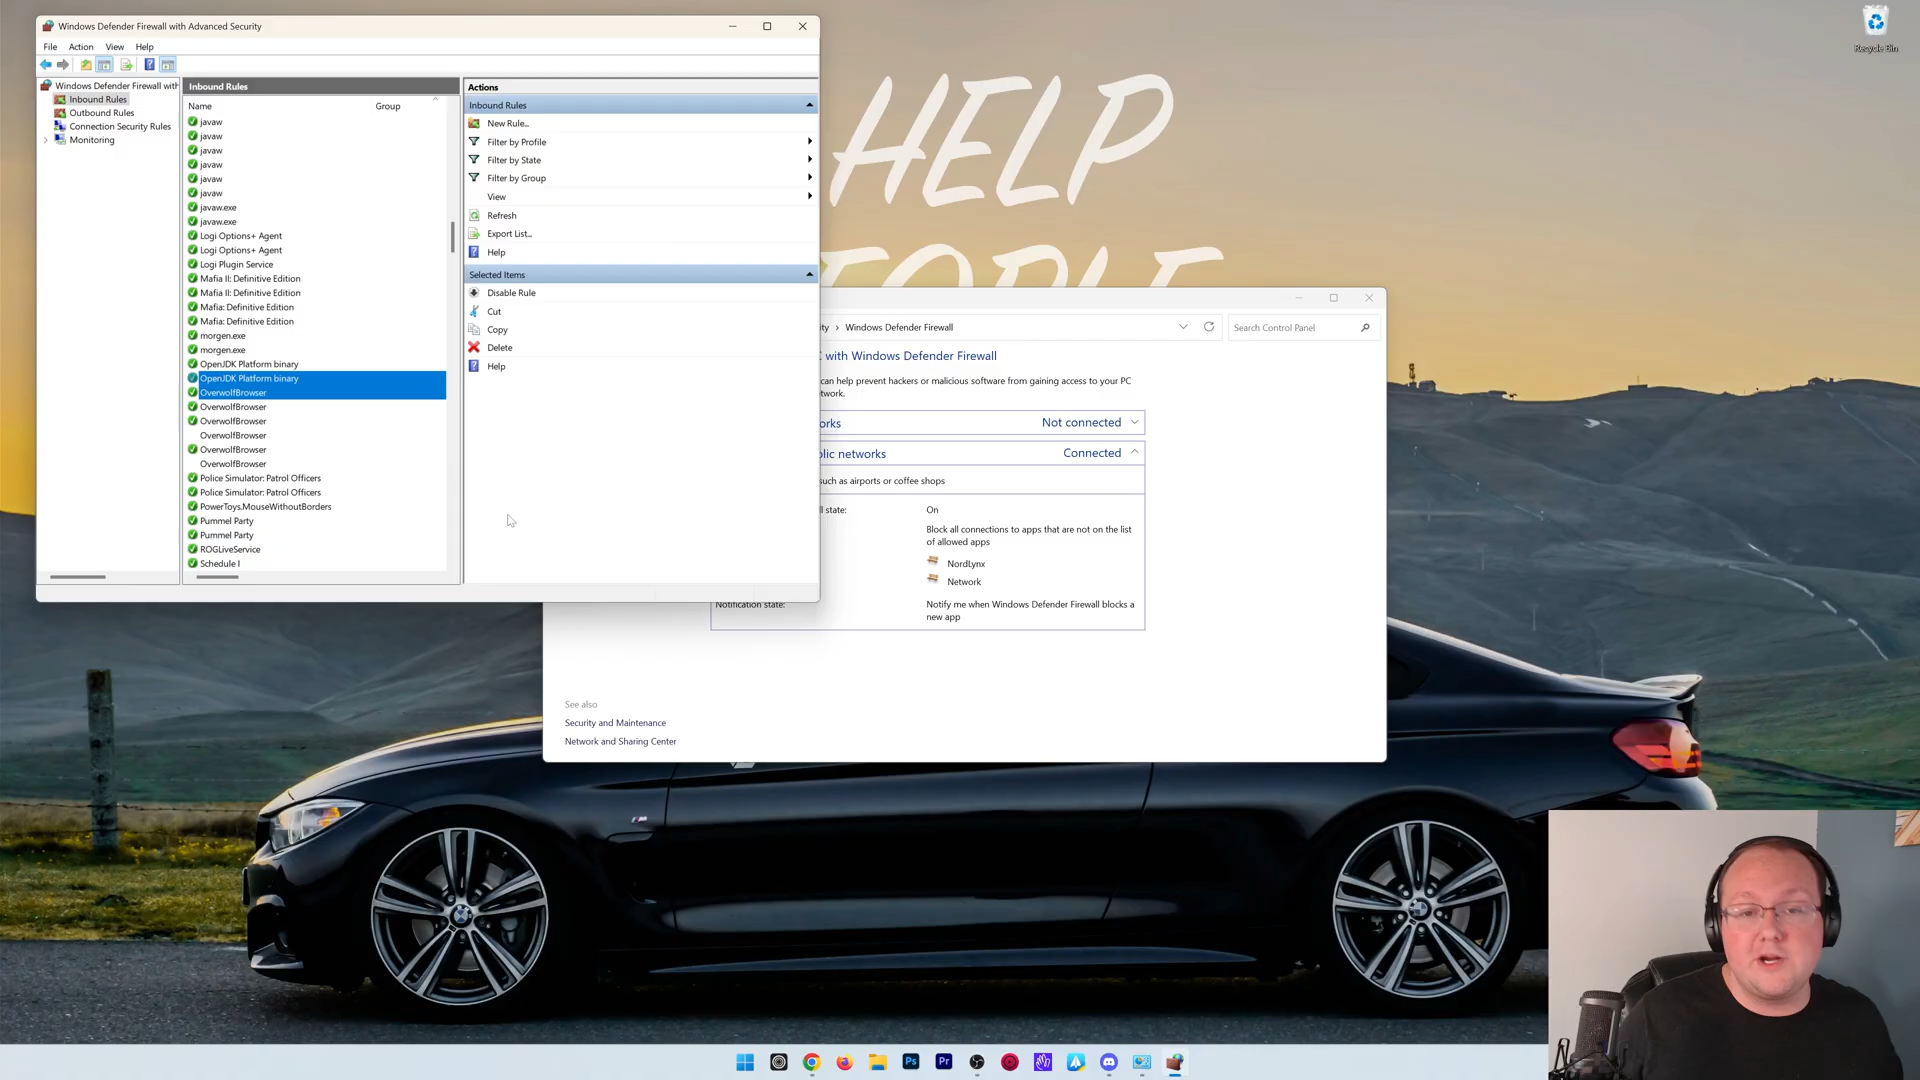 Windows Defender Firewall with Advanced Security
File Action View Help
Windows Defender Firewall with
Inbound Rules
Outbound Rules
Connection Security Rules
Monitoring
Inbound Rules
Name Group
javaw
javaw
javaw
javaw
javaw
javaw
javaw.exe
javaw.exe
Logi Options+ Agent
Logi Options+ Agent
Logi Plugin Service
Mafia II: Definitive Edition
Mafia II: Definitive Edition
Mafia: Definitive Edition
Mafia: Definitive Edition
morgen.exe
morgen.exe
OpenJDK Platform binary
OpenJDK Platform binary
OverwolfBrowser
OverwolfBrowser
OverwolfBrowser
OverwolfBrowser
OverwolfBrowser
OverwolfBrowser
Police Simulator: Patrol Officers
Police Simulator: Patrol Officers
PowerToys.MouseWithoutBorders
Pummel Party
Pummel Party
ROGLiveService
Schedule I
Actions
Inbound Rules
New Rule...
Filter by Profile
Filter by State
Filter by Group
View
Refresh
Export List...
Help
Selected Items
Disable Rule
Cut
Copy
Delete
Help
HELP
Recycle Bin
Windows Defender Firewall
Search Control Panel
with Windows Defender Firewall
can help prevent hackers or malicious software from gaining access to your PC
Not connected
networks Connected
such as airports or coffee shops
state: On
Block all connections to apps that are not on the list
of allowed apps
NordLynx
Network
Notification state: Notify me when Windows Defender Firewall blocks a
new app
See also
Security and Maintenance
Network and Sharing Center
Ps
Pr